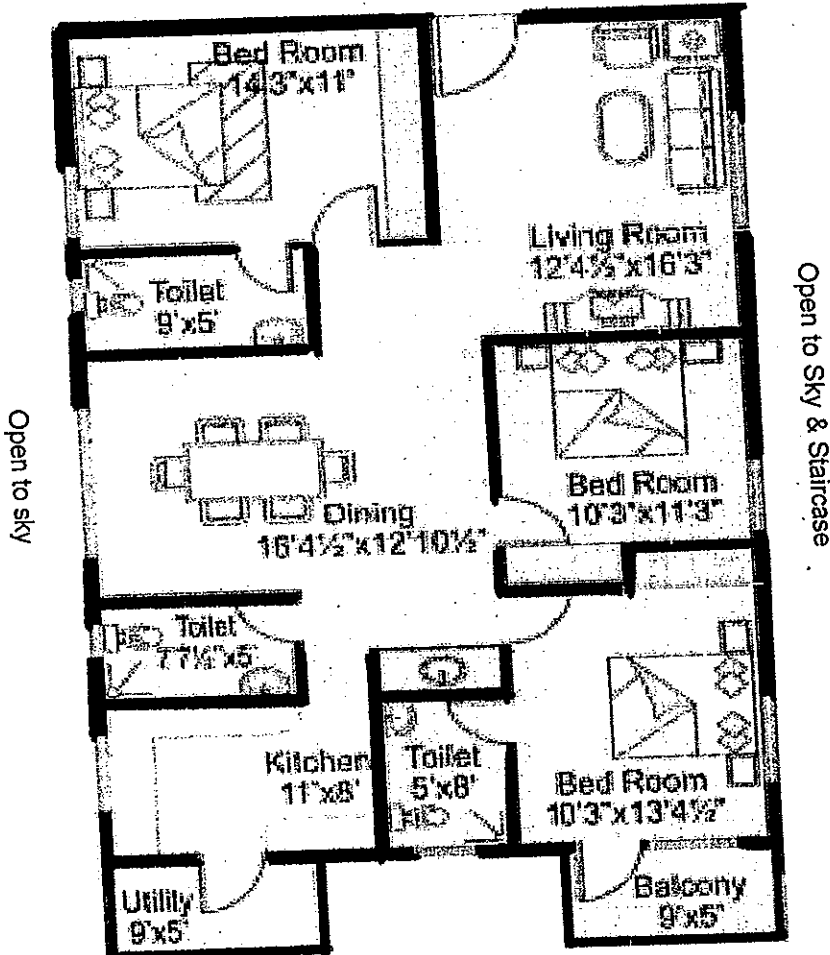 Bed Room
14'3"x11'
Living Room
12'4½"x16'3"
Toilet
9'x5'
Bed Room
10'3"x11'3"
Dining
16'4½"x12'10½"
Toilet
7'7½"x5'
Kitchen
11"x8'
Toilet
5'x8'
Bed Room
10'3"x13'4½"
Utility
9'x5'
Balcony
9'x5'
Open to sky
Open to Sky & Staircase